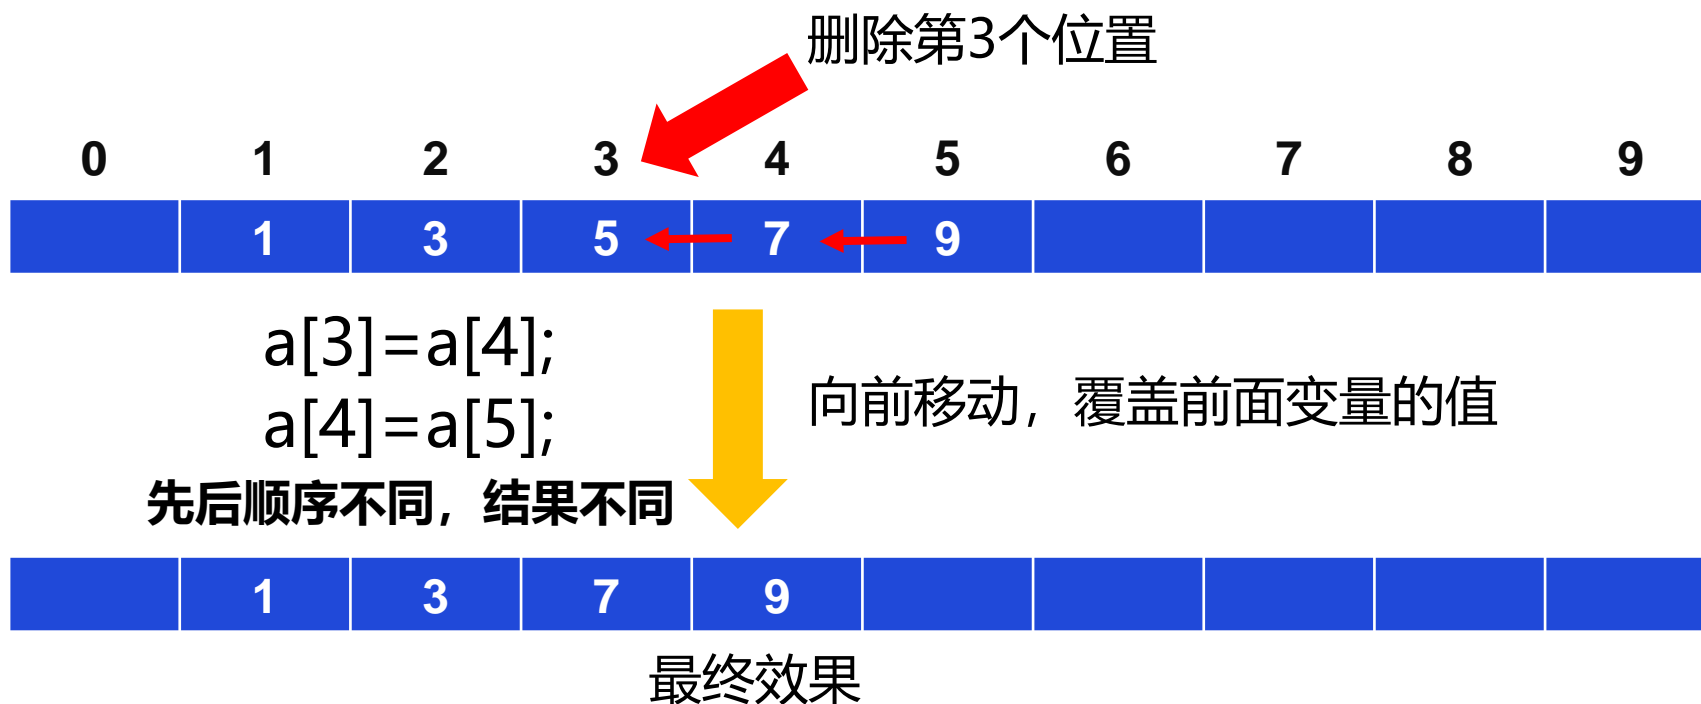 删除第3个位置
0 1 2 3 4 5 6 7 8 9
1 3 5 7 9
a[3]=a[4];
a[4]=a[5];
向前移动，覆盖前面变量的值
先后顺序不同，结果不同
1 3 7 9
最终效果